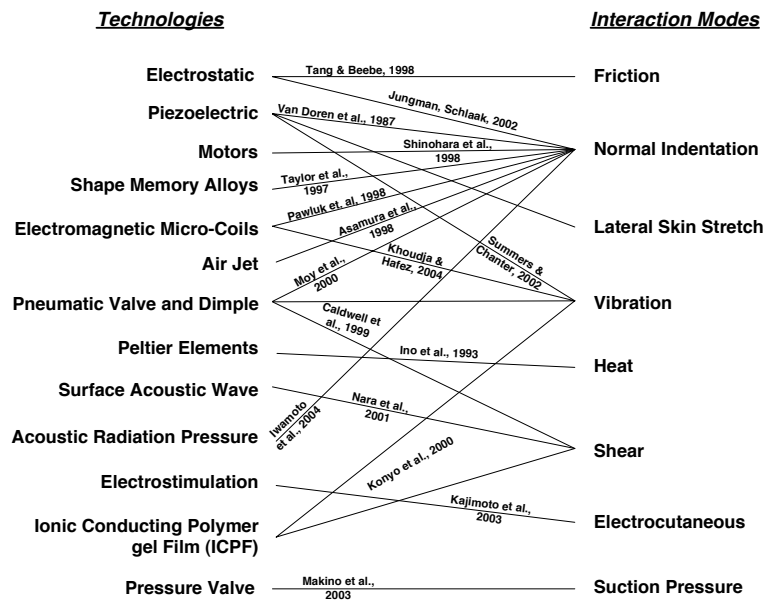 Technologies
Interaction Modes
Electrostatic
Tang & Beebe, 1998
Friction
Jungman, Schlaak, 2002
Piezoelectric
Van Doren et al., 1987
Motors
Shinohara et al.,
1998
Normal Indentation
Shape Memory Alloys
Taylor et al.,
1997
Electromagnetic Micro-Coils
Pawluk et. al, 1998
Lateral Skin Stretch
Asamura et al.,
1998
Air Jet
Khoudja &
Hafez, 2004
Summers &
Chanter, 2002
Moy et al.,
2000
Pneumatic Valve and Dimple
Vibration
Caldwell et
al., 1999
Peltier Elements
Ino et al., 1993
Heat
Surface Acoustic Wave
Nara et al.,
2001
Acoustic Radiation Pressure
Iwamoto
et al., 2004
Shear
Konyo et al., 2000
Electrostimulation
Kajimoto et al.,
2003
Electrocutaneous
Ionic Conducting Polymer
gel Film (ICPF)
Pressure Valve
Makino et al.,
2003
Suction Pressure